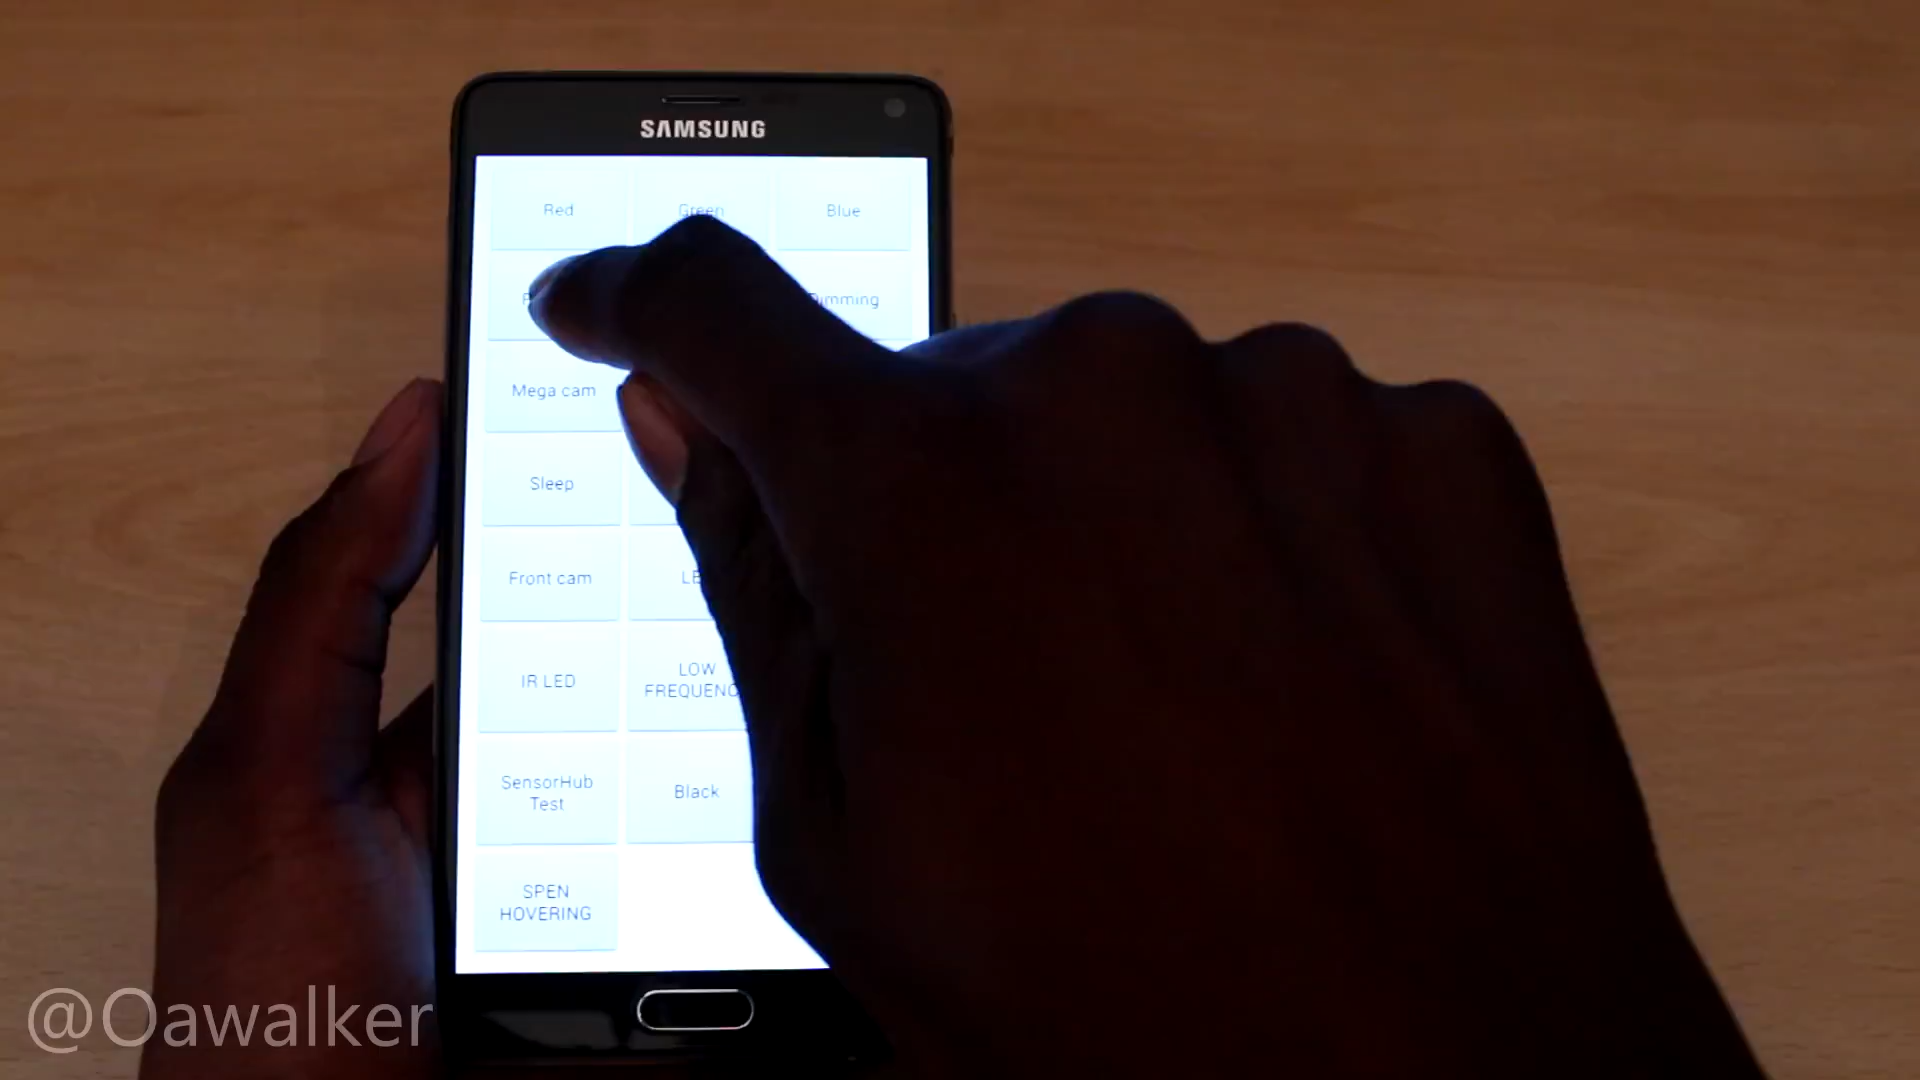 SAMSUNG
Red
Green
Blue
Dimming
Mega cam
Sleep
Front cam
IR LED
LOW
SensorHub
Test
Black
SPEN
HOVERING
@Oawalker